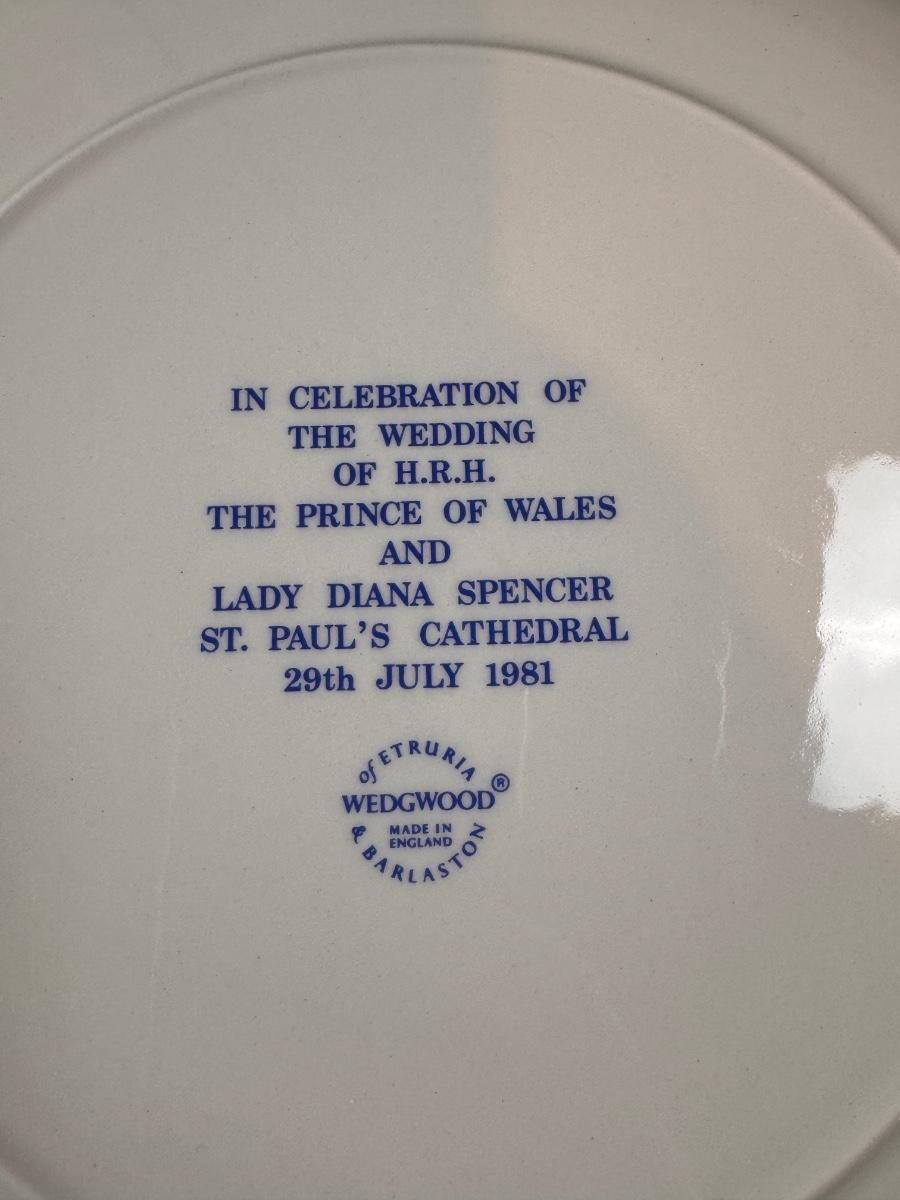 IN CELEBRATION OF
THE WEDDING
OF H.R.H.
THE PRINCE OF WALES
AND
LADY DIANA SPENCER
ST. PAUL'S CATHEDRAL
29th JULY 1981
of ETRURIA
WEDGWOOD®
MADE IN
ENGLAND
& BARLASTON